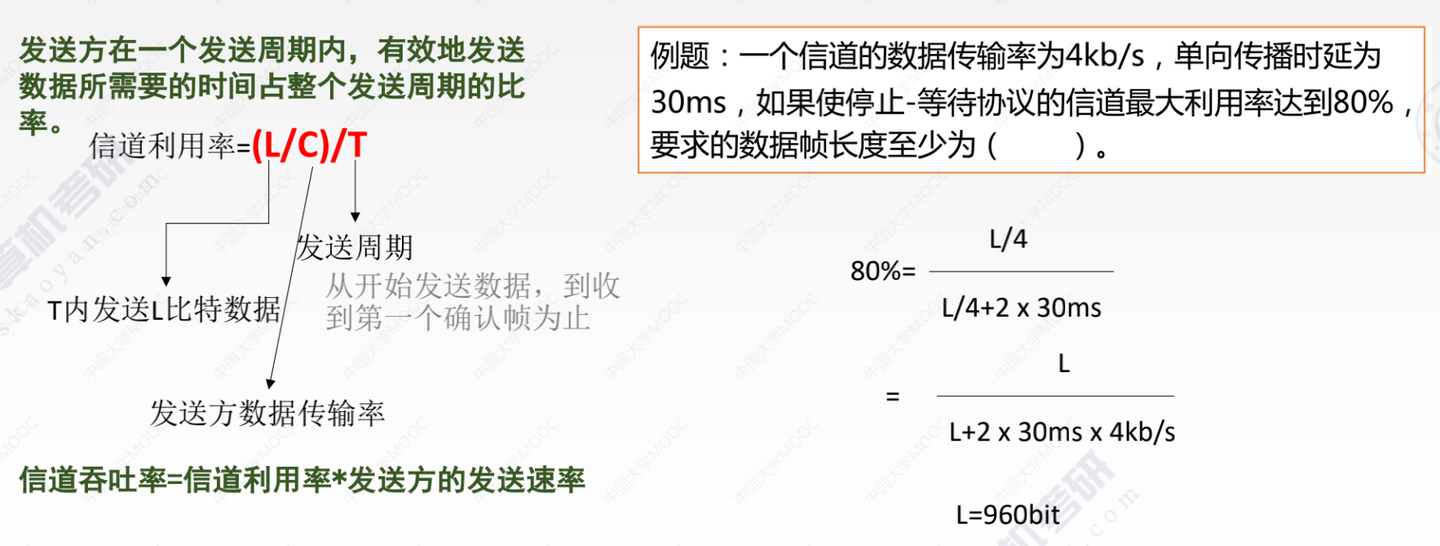 发送方在一个发送周期内，有效地发送
数据所需要的时间占整个发送周期的比
率。
信道利用率=(L/C)/T
发送周期
从开始发送数据，到收
到第一个确认帧为止
T内发送L比特数据
发送方数据传输率
信道吞吐率=信道利用率*发送方的发送速率
例题：一个信道的数据传输率为4kb/s，单向传播时延为
30ms，如果使停止-等待协议的信道最大利用率达到80%，
要求的数据帧长度至少为（　　）。
L/4
80%=
L/4+2 x 30ms
L
=
L+2 x 30ms x 4kb/s
L=960bit
中国大学MOOC